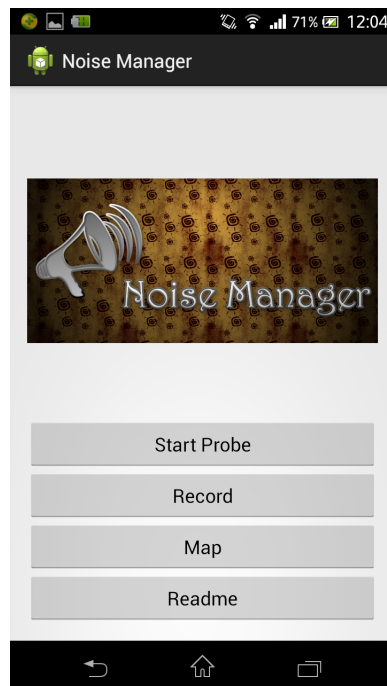 71% 12:04
Noise Manager
Noise Manager
Start Probe
Record
Map
Readme